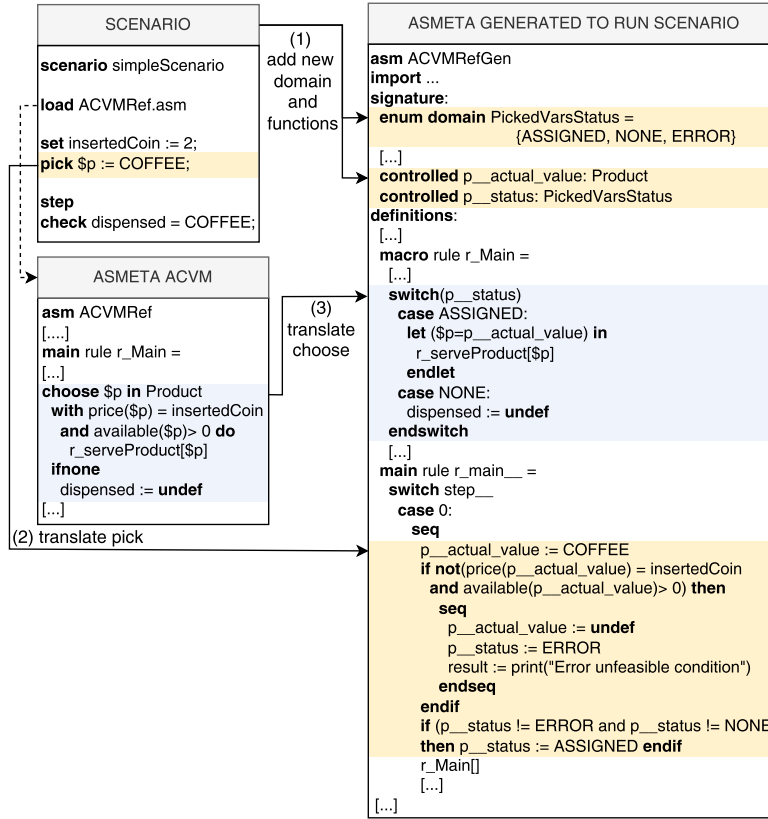 SCENARIO
scenario simpleScenario
load ACVMRef.asm
set insertedCoin := 2;
pick $p := COFFEE;
step
check dispensed = COFFEE;
(1)
add new
domain
and
functions
ASMETA ACVM
asm ACVMRef
[....]
main rule r_Main =
[...]
choose $p in Product
with price($p) = insertedCoin
and available($p)> 0 do
r_serveProduct[$p]
ifnone
dispensed := undef
[...]
(3)
translate
choose
(2) translate pick
ASMETA GENERATED TO RUN SCENARIO
asm ACVMRefGen
import ...
signature:
enum domain PickedVarsStatus =
{ASSIGNED, NONE, ERROR}
[...]
controlled p__actual_value: Product
controlled p__status: PickedVarsStatus
definitions:
[...]
macro rule r_Main =
[...]
switch(p__status)
case ASSIGNED:
let ($p=p__actual_value) in
r_serveProduct[$p]
endlet
case NONE:
dispensed := undef
endswitch
[...]
main rule r_main__ =
switch step__
case 0:
seq
p__actual_value := COFFEE
if not(price(p__actual_value) = insertedCoin
and available(p__actual_value)> 0) then
seq
p__actual_value := undef
p__status := ERROR
result := print("Error unfeasible condition")
endseq
endif
if (p__status != ERROR and p__status != NONE
then p__status := ASSIGNED endif
r_Main[]
[...]
[...]